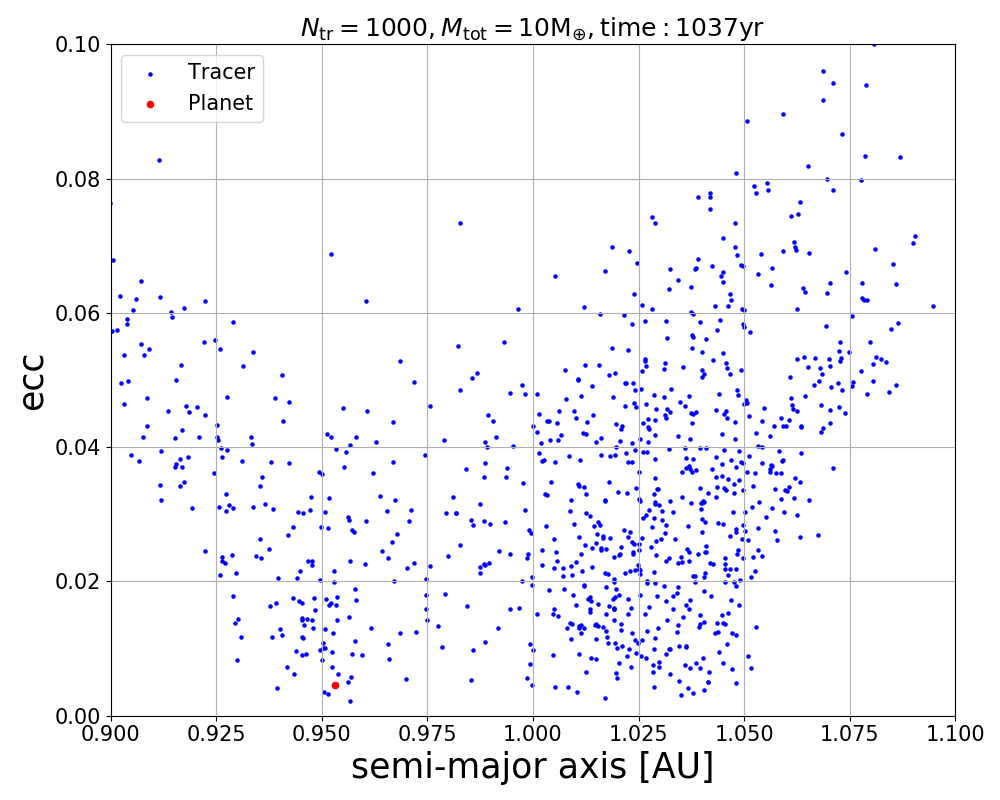 N_tr = 1000, M_tot = 10M_⊕, time : 1037yr
0.10
Tracer
Planet
0.08
0.06
0.04
0.02
0.00
ecc
0.900 0.925 0.950 0.975 1.000 1.025 1.050 1.075 1.100
semi-major axis [AU]